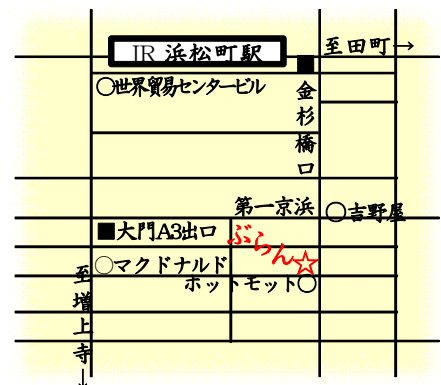 JR 浜松町駅
至田町→
○世界貿易センタービル
■
金杉橋口
第一京浜
○吉野屋
■大門A3出口
ぶらん☆
○マクドナルド
ホットモット○
至増上寺↓